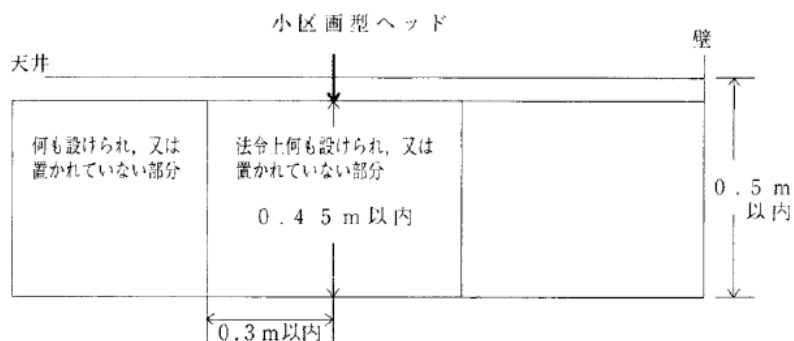 小区画型ヘッド
壁
天井
何も設けられ，又は
置かれていない部分
法令上何も設けられ，又は
置かれていない部分
０．４５ｍ以内
０．５ｍ
以内
0.3ｍ以内